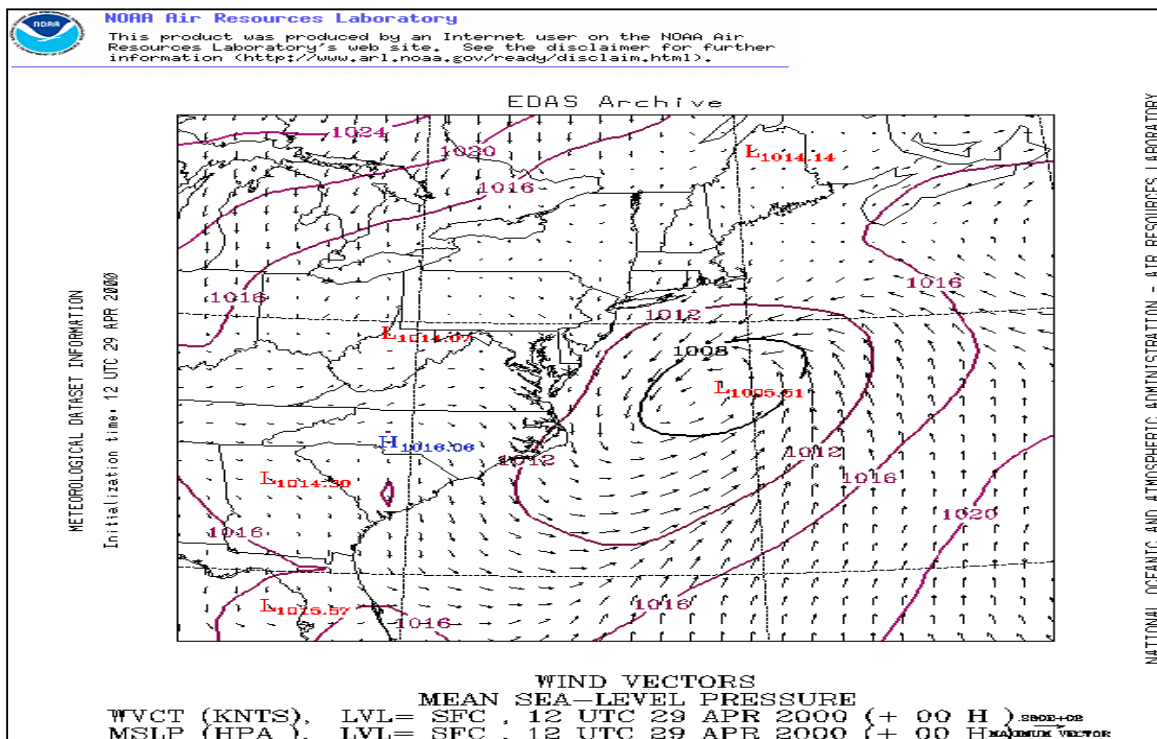 NOAA
NOAA Air Resources Laboratory
This product was produced by an Internet user on the NOAA Air
Resources Laboratory's web site. See the disclaimer for further
information (http://www.arl.noaa.gov/ready/disclaim.html).
EDAS Archive
1024
1020
1016
L1014.14
1016
1016
1012
L1014.07
1008
L1005.51
H1016.06
1012
1012
L1014.30
1016
1016
1020
L1015.57
1016
1016
METEOROLOGICAL DATASET INFORMATION
Initialization time: 12 UTC 29 APR 2000
NATIONAL OCEANIC AND ATMOSPHERIC ADMINISTRATION - AIR RESOURCES LABORATORY
WIND VECTORS
MEAN SEA-LEVEL PRESSURE
WVCT (KNTS), LVL= SFC , 12 UTC 29 APR 2000 (+ 00 H )
MSLP (HPA ), LVL= SFC , 12 UTC 29 APR 2000 (+ 00 H
MAXIMUM VECTOR